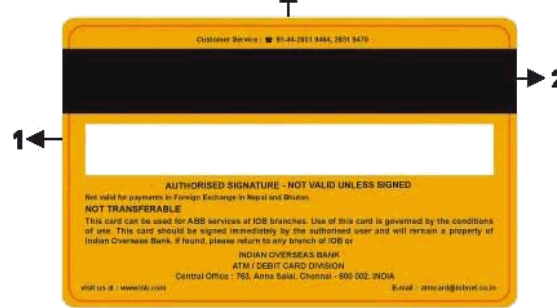 Customer Service : ☎ 91-44-2851 9464, 2851 9470
2
1
AUTHORISED SIGNATURE - NOT VALID UNLESS SIGNED
Not valid for payments in Foreign Exchange in Nepal and Bhutan.
NOT TRANSFERABLE
This card can be used for ABB services at IOB branches. Use of this card is governed by the conditions
of use. This card should be signed immediately by the authorised user and will remain a property of
Indian Overseas Bank. If found, please return to any branch of IOB or
INDIAN OVERSEAS BANK
ATM / DEBIT CARD DIVISION
Central Office : 763, Anna Salai, Chennai - 600 002. INDIA
visit us at : www.iob.com E-mail : atmcard@iobnet.co.in